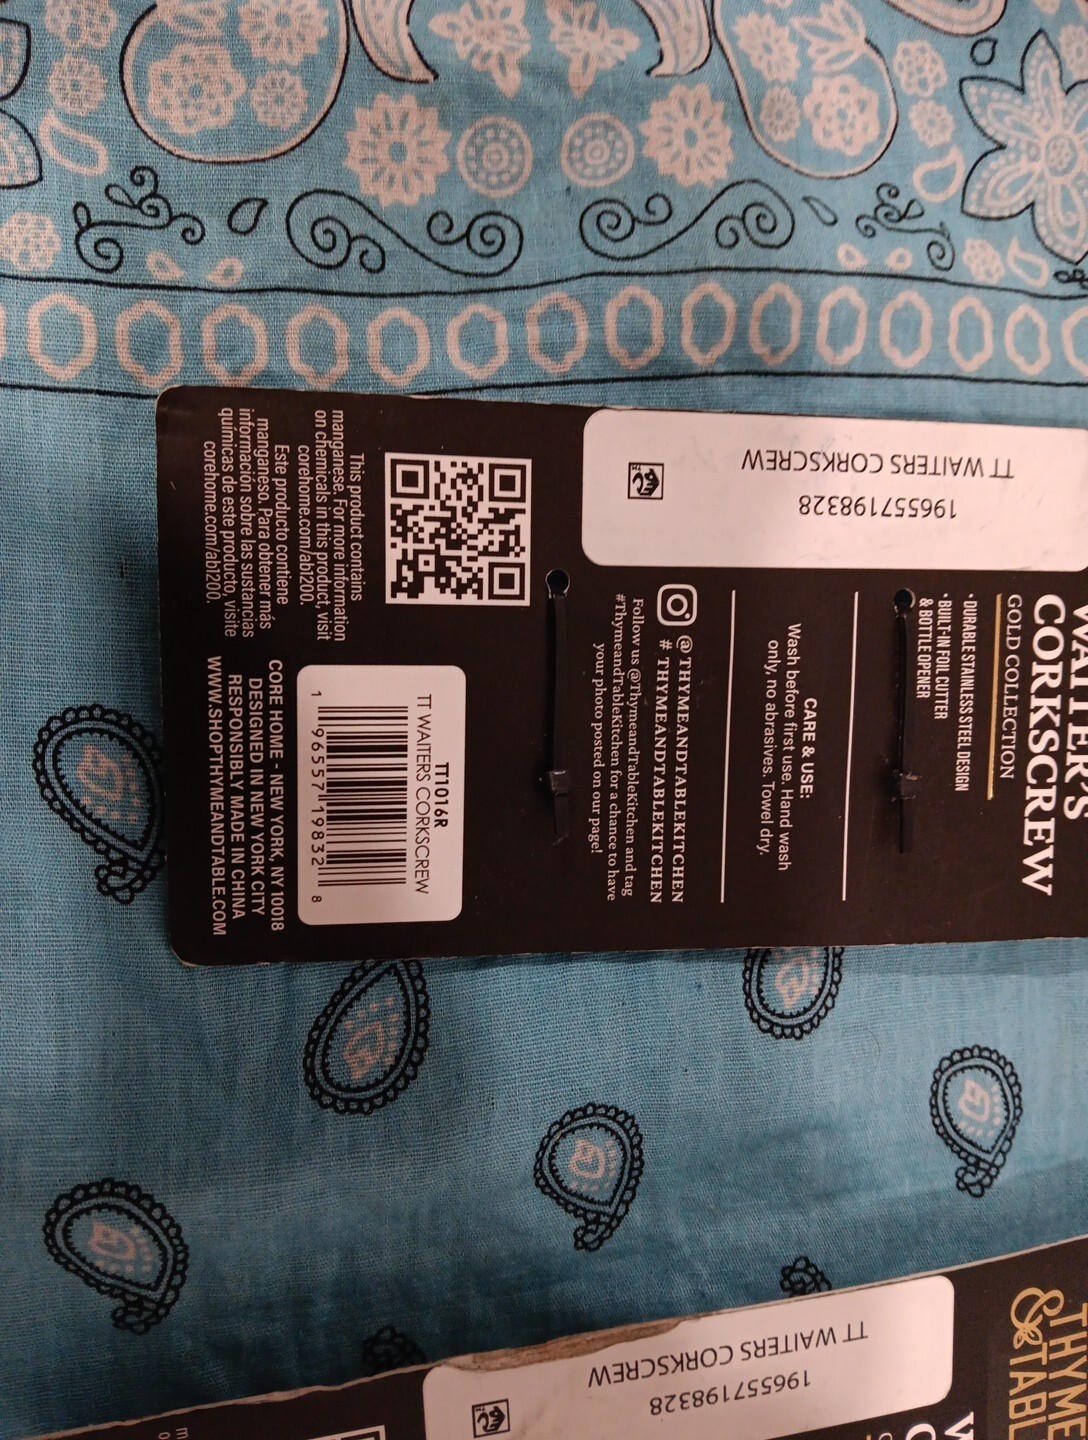 WAITER'S
CORKSCREW
GOLD COLLECTION
• DURABLE STAINLESS STEEL DESIGN
• BUILT-IN FOIL CUTTER
& BOTTLE OPENER
CARE & USE:
Wash before first use. Hand wash
only, no abrasives. Towel dry.
@ THYMEANDTABLEKITCHEN
# THYMEANDTABLEKITCHEN
Follow us @ThymeandTableKitchen and tag
#ThymeandTableKitchen for a chance to have
your photo posted on our page!
TT WAITERS CORKSCREW
196557198328
This product contains
manganese. For more information
on chemicals in this product, visit
corehome.com/ab1200.
Este producto contiene
manganeso. Para obtener más
información sobre las sustancias
químicas de este producto, visite
corehome.com/ab1200.
TT1016R
TT WAITERS CORKSCREW
1 96557 19832 8
CORE HOME - NEW YORK, NY 10018
DESIGNED IN NEW YORK CITY
RESPONSIBLY MADE IN CHINA
WWW.SHOPTHYMEANDTABLE.COM
TT WAITERS CORKSCREW
196557198328
THYME
&TABL